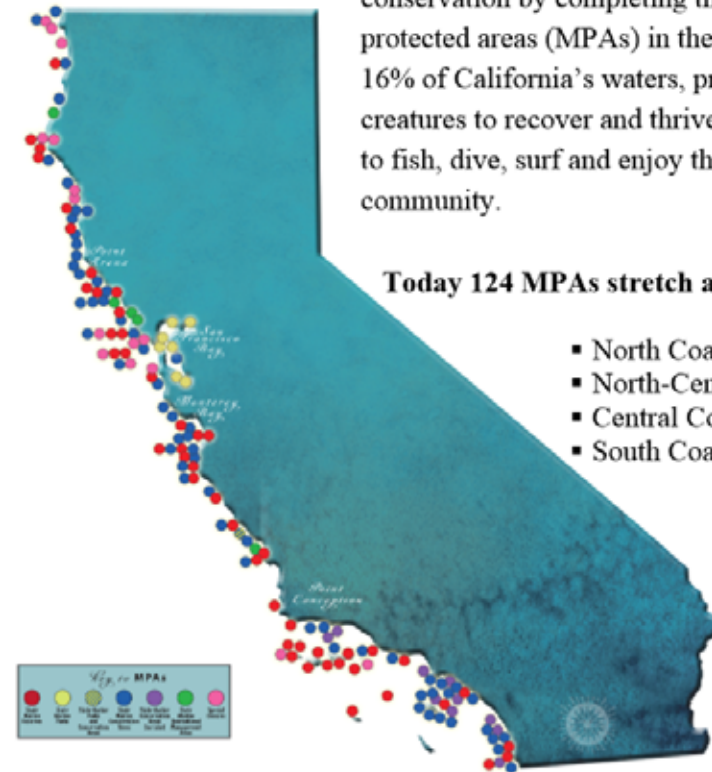 conservation by completing th
protected areas (MPAs) in the
16% of California's waters, pr
creatures to recover and thrive
to fish, dive, surf and enjoy th
community.
Today 124 MPAs stretch a
▪ North Coa
▪ North-Cen
▪ Central Co
▪ South Coa
Point
Arena
San
Francisco
Bay
Monterey
Bay
Point
Conception
Key to MPAs